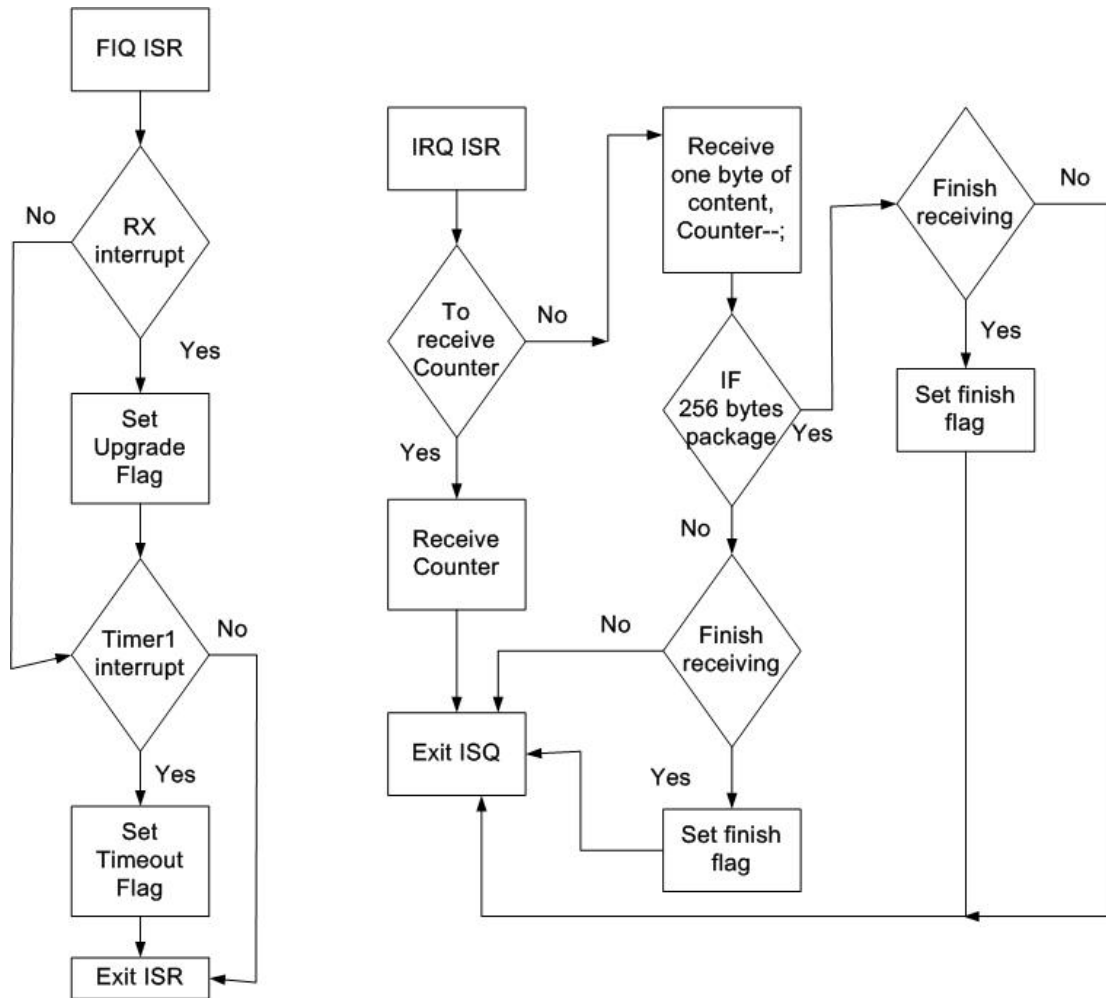 FIQ ISR
No
RX
interrupt
Yes
Set
Upgrade
Flag
Timer1
interrupt
No
Yes
Set
Timeout
Flag
Exit ISR
IRQ ISR
To
receive
Counter
No
Yes
Receive
Counter
Exit ISQ
Receive
one byte of
content,
Counter--;
IF
256 bytes
package
Yes
No
Finish
receiving
No
Yes
Set finish
flag
Finish
receiving
No
Yes
Set finish
flag